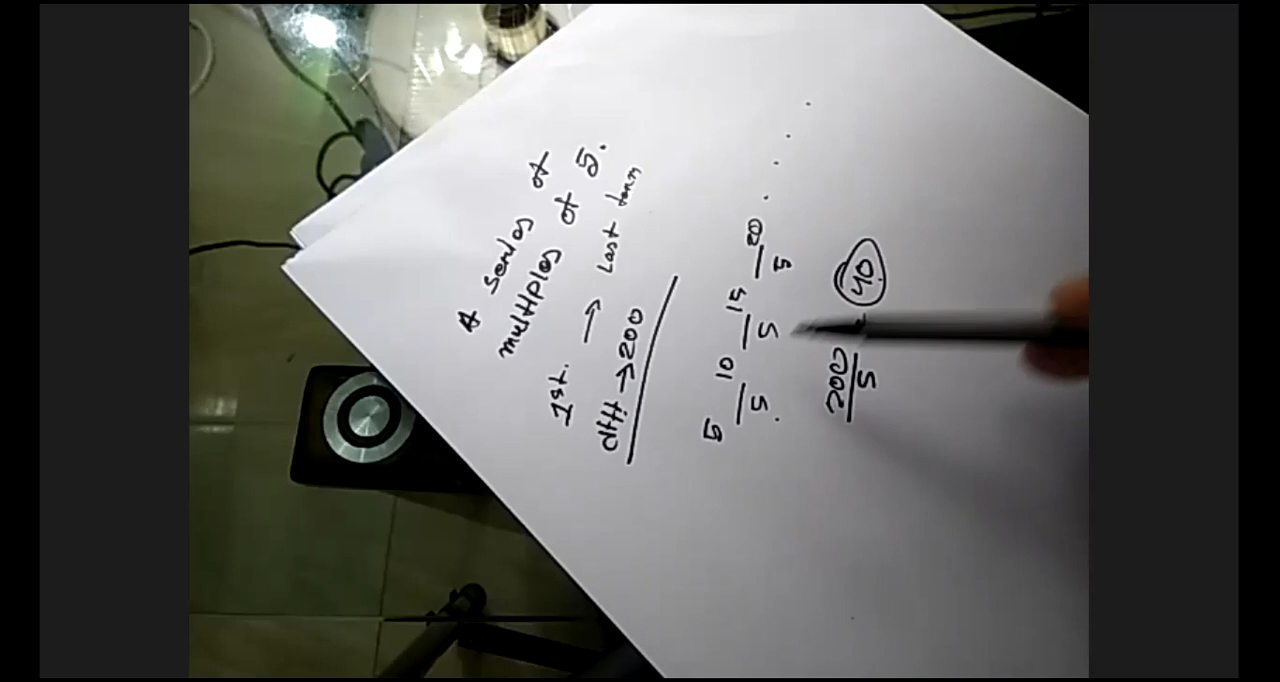 A series of
multiples of 5.
1st. → Last term
diff → 200
5 10 15 20 . . . .
5 5 5
200/5 = 40